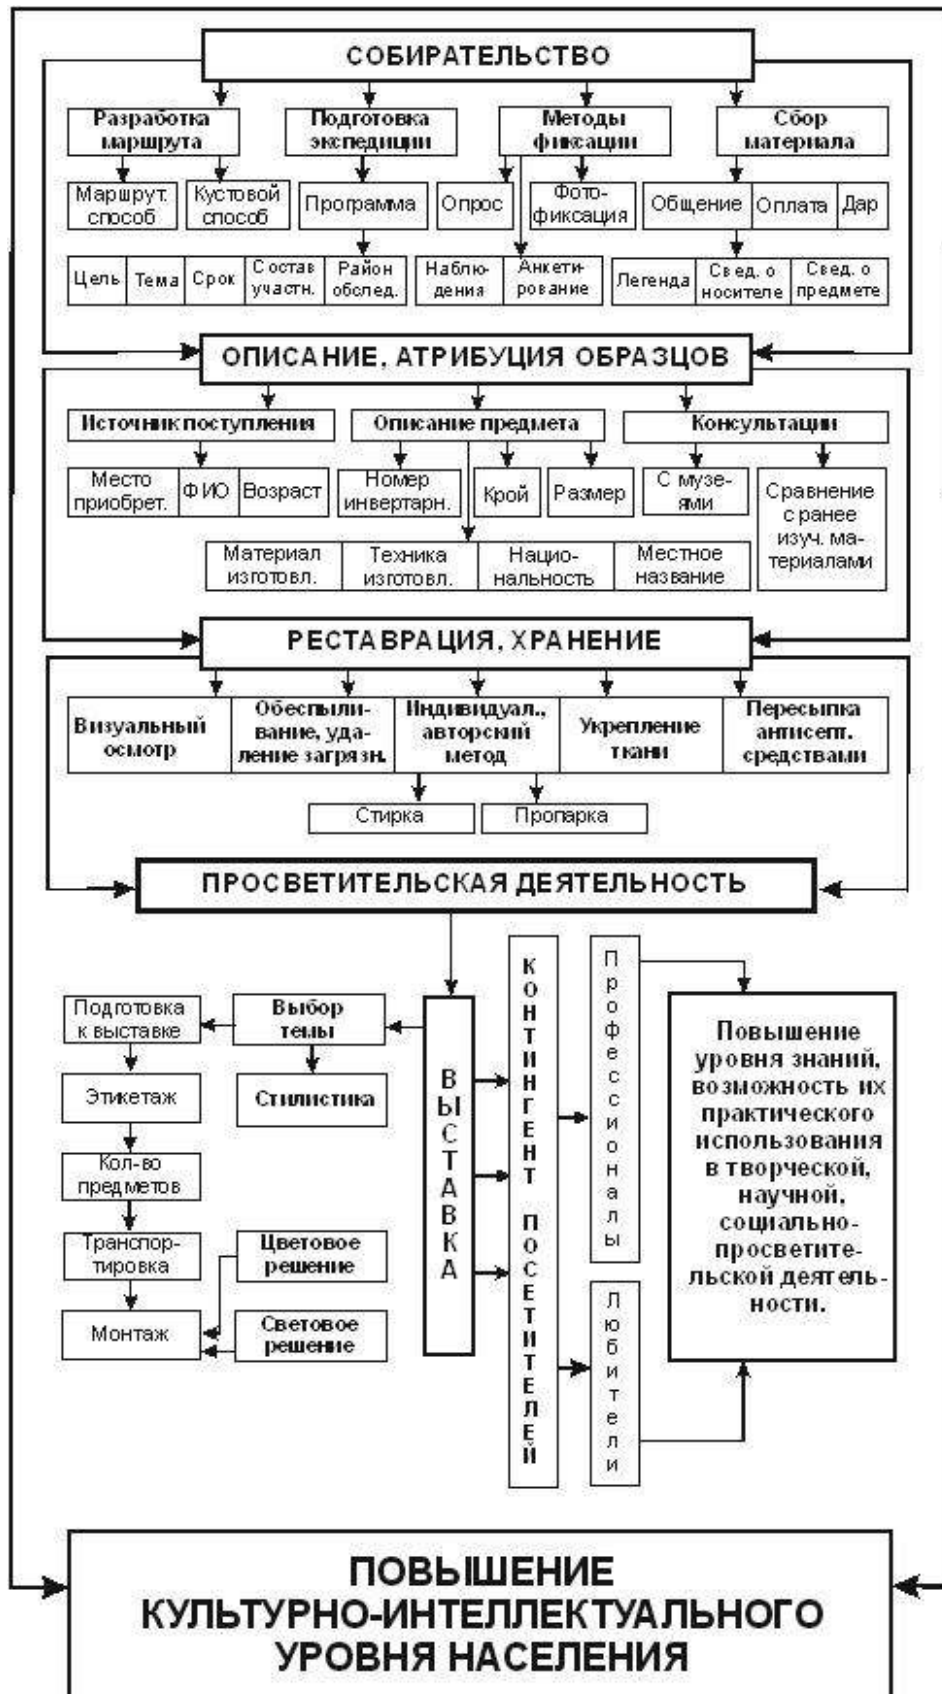 СОБИРАТЕЛЬСТВО
Разработка
маршрута
Подготовка
экспедиции
Методы
фиксации
Сбор
материала
Маршрут.
способ
Кустовой
способ
Программа
Опрос
Фото-
фиксация
Общение
Оплата
Дар
Цель
Тема
Срок
Состав
участн.
Район
обслед.
Наблю-
дения
Анкети-
рование
Легенда
Свед. о
носителе
Свед. о
предмете
ОПИСАНИЕ, АТРИБУЦИЯ ОБРАЗЦОВ
Источник поступления
Описание предмета
Консультации
Место
приобрет.
ФИО
Возраст
Номер
инвертарн.
Крой
Размер
С музе-
ями
Сравнение
с ранее
изуч. ма-
териалами
Материал
изготовл.
Техника
изготовл.
Нацио-
нальность
Местное
название
РЕСТАВРАЦИЯ, ХРАНЕНИЕ
Визуальный
осмотр
Обеспыли-
вание, уда-
ление загрязн.
Индивидуал.,
авторский
метод
Укрепление
ткани
Пересыпка
антисепт.
средствами
Стирка
Пропарка
ПРОСВЕТИТЕЛЬСКАЯ ДЕЯТЕЛЬНОСТЬ
Подготовка
к выставке
Выбор
темы
Этикетаж
Стилистика
Кол-во
предметов
Транспор-
тировка
Цветовое
решение
Монтаж
Световое
решение
ВЫСТАВКА
КОНТИНГЕНТ ПОСЕТИТЕЛЕЙ
Профессионалы
Любители
Повышение
уровня знаний,
возможность их
практического
использования
в творческой,
научной,
социально-
просветите-
льской деятель-
ности.
ПОВЫШЕНИЕ
КУЛЬТУРНО-ИНТЕЛЛЕКТУАЛЬНОГО
УРОВНЯ НАСЕЛЕНИЯ